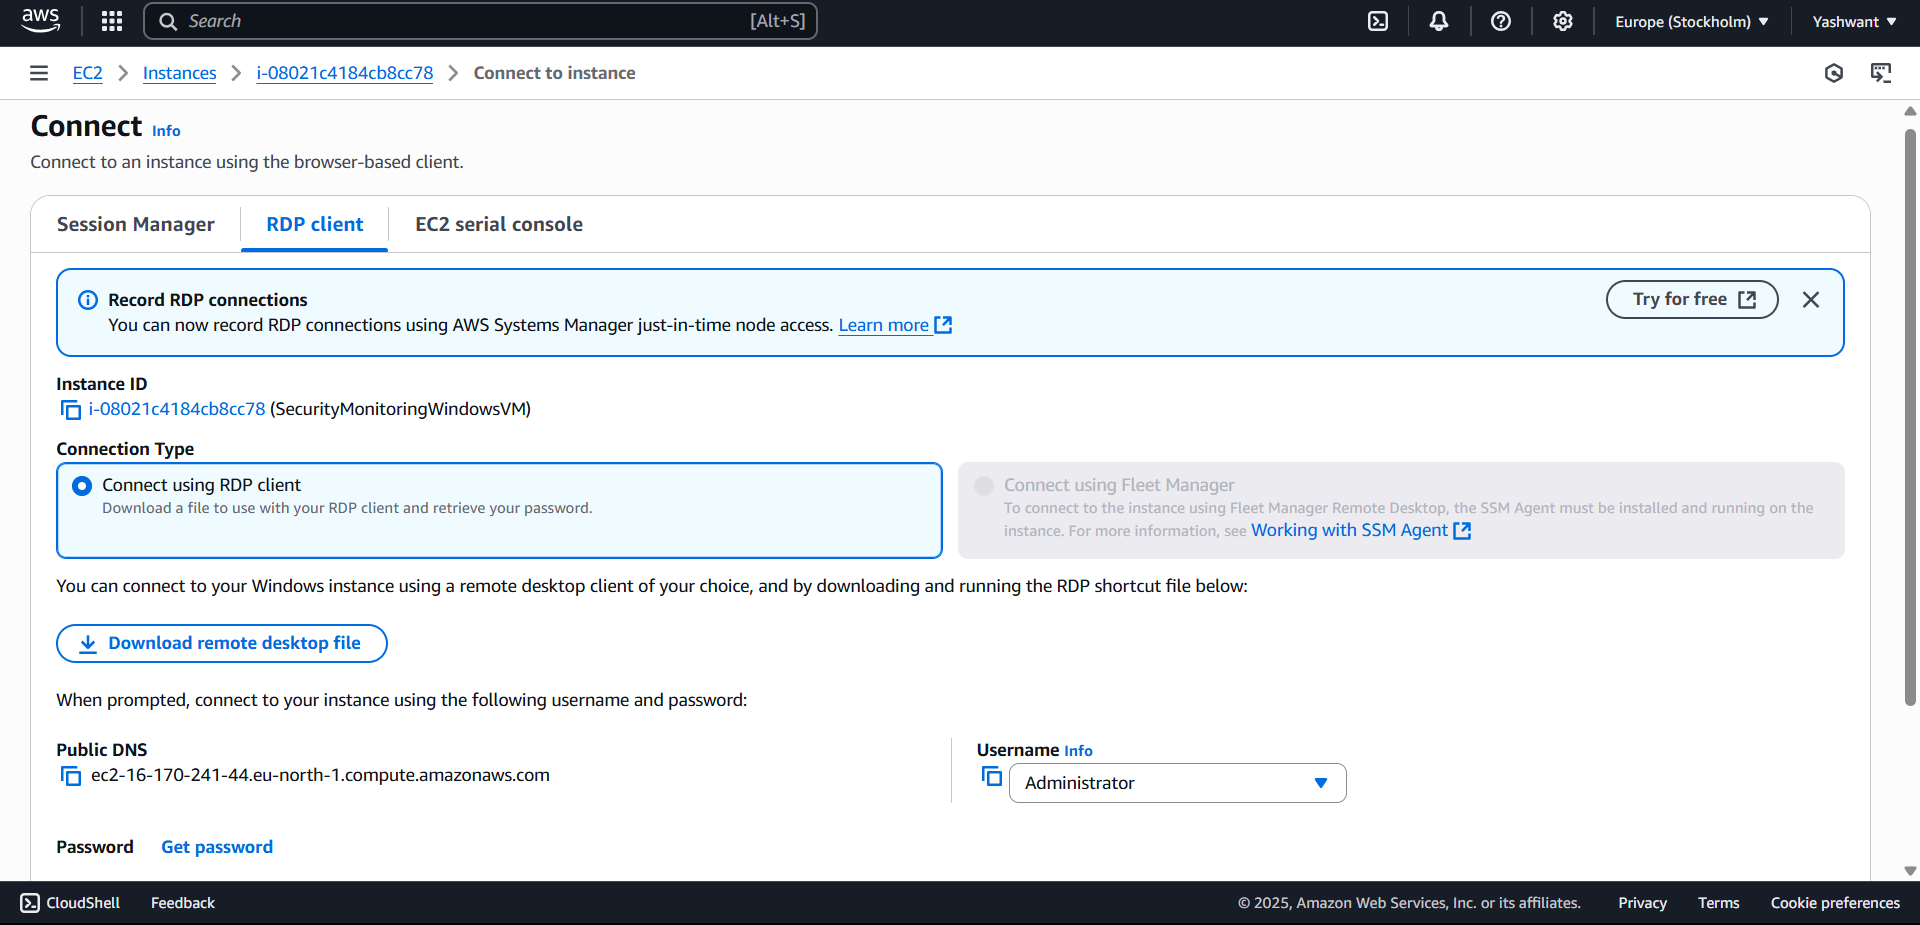 aws
Search [Alt+S]
Europe (Stockholm)
Yashwant
EC2
Instances
i-08021c4184cb8cc78
Connect to instance
Connect Info
Connect to an instance using the browser-based client.
Session Manager
RDP client
EC2 serial console
Record RDP connections
You can now record RDP connections using AWS Systems Manager just-in-time node access. Learn more
Try for free
Instance ID
i-08021c4184cb8cc78 (SecurityMonitoringWindowsVM)
Connection Type
Connect using RDP client
Download a file to use with your RDP client and retrieve your password.
Connect using Fleet Manager
To connect to the instance using Fleet Manager Remote Desktop, the SSM Agent must be installed and running on the
instance. For more information, see Working with SSM Agent
You can connect to your Windows instance using a remote desktop client of your choice, and by downloading and running the RDP shortcut file below:
Download remote desktop file
When prompted, connect to your instance using the following username and password:
Public DNS
ec2-16-170-241-44.eu-north-1.compute.amazonaws.com
Username Info
Administrator
Password Get password
CloudShell
Feedback
© 2025, Amazon Web Services, Inc. or its affiliates.
Privacy
Terms
Cookie preferences